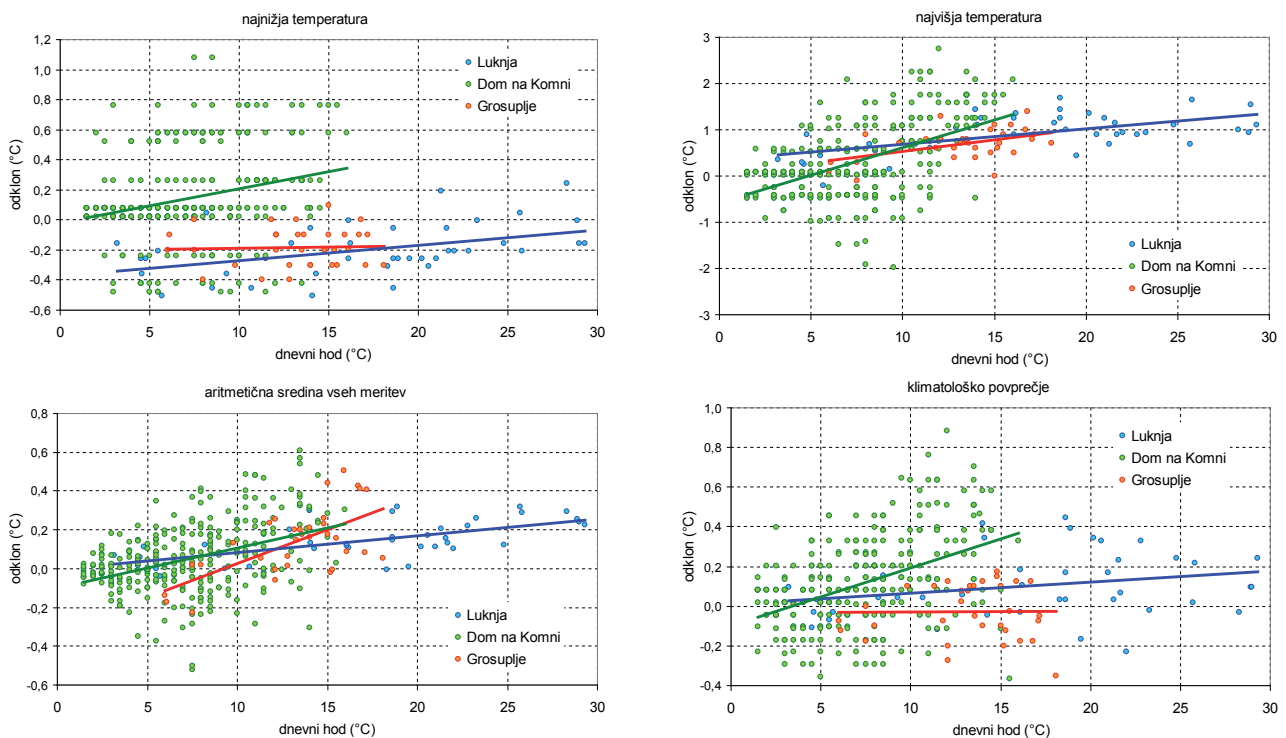 najnižja temperatura
1,2
1,0
0,8
0,6
0,4
0,2
0,0
-0,2
-0,4
-0,6
odklon (°C)
Luknja
Dom na Komni
Grosuplje
0 5 10 15 20 25 30
dnevni hod (°C)
najvišja temperatura
3
2
1
0
-1
-2
-3
odklon (°C)
Luknja
Dom na Komni
Grosuplje
0 5 10 15 20 25 30
dnevni hod (°C)
aritmetična sredina vseh meritev
0,8
0,6
0,4
0,2
0,0
-0,2
-0,4
-0,6
odklon (°C)
Luknja
Dom na Komni
Grosuplje
0 5 10 15 20 25 30
dnevni hod (°C)
klimatološko povprečje
1,0
0,8
0,6
0,4
0,2
0,0
-0,2
-0,4
odklon (°C)
Luknja
Dom na Komni
Grosuplje
0 5 10 15 20 25 30
dnevni hod (°C)